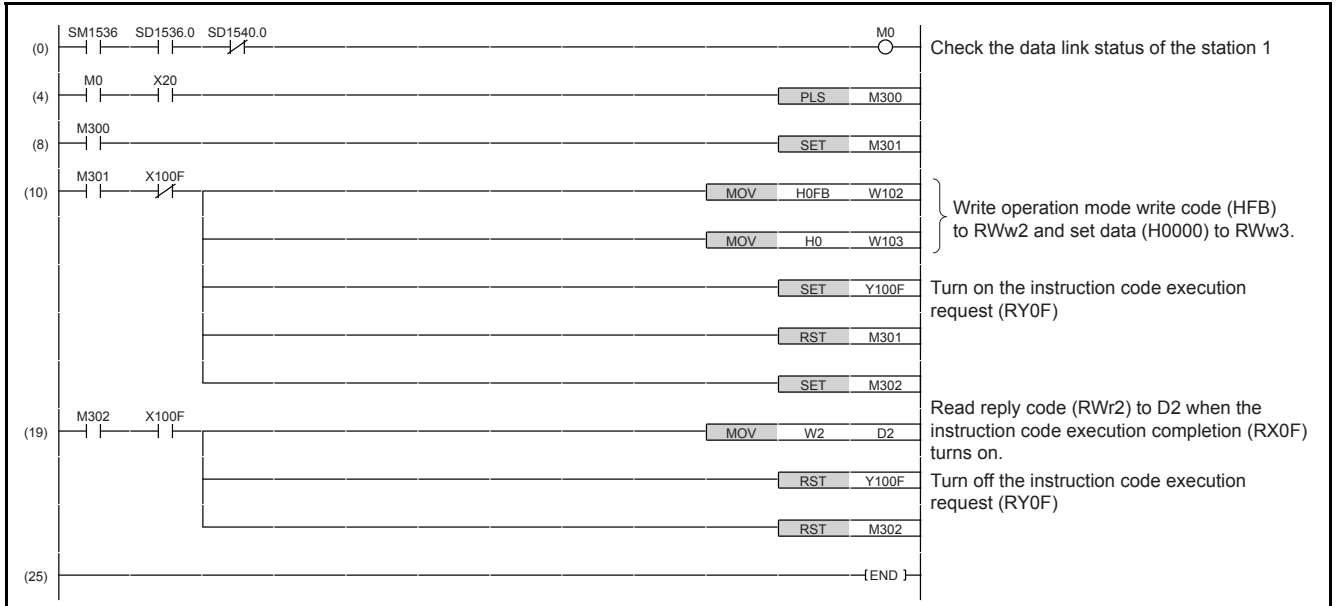 SM1536 SD1536.0 SD1540.0 M0
(0) Check the data link status of the station 1
M0 X20
(4) PLS M300
M300
(8) SET M301
M301 X100F
(10) MOV H0FB W102
Write operation mode write code (HFB)
to RWw2 and set data (H0000) to RWw3.
MOV H0 W103
SET Y100F Turn on the instruction code execution
request (RY0F)
RST M301
SET M302
M302 X100F
(19) MOV W2 D2
Read reply code (RWr2) to D2 when the
instruction code execution completion (RX0F)
turns on.
RST Y100F Turn off the instruction code execution
request (RY0F)
RST M302
(25) END